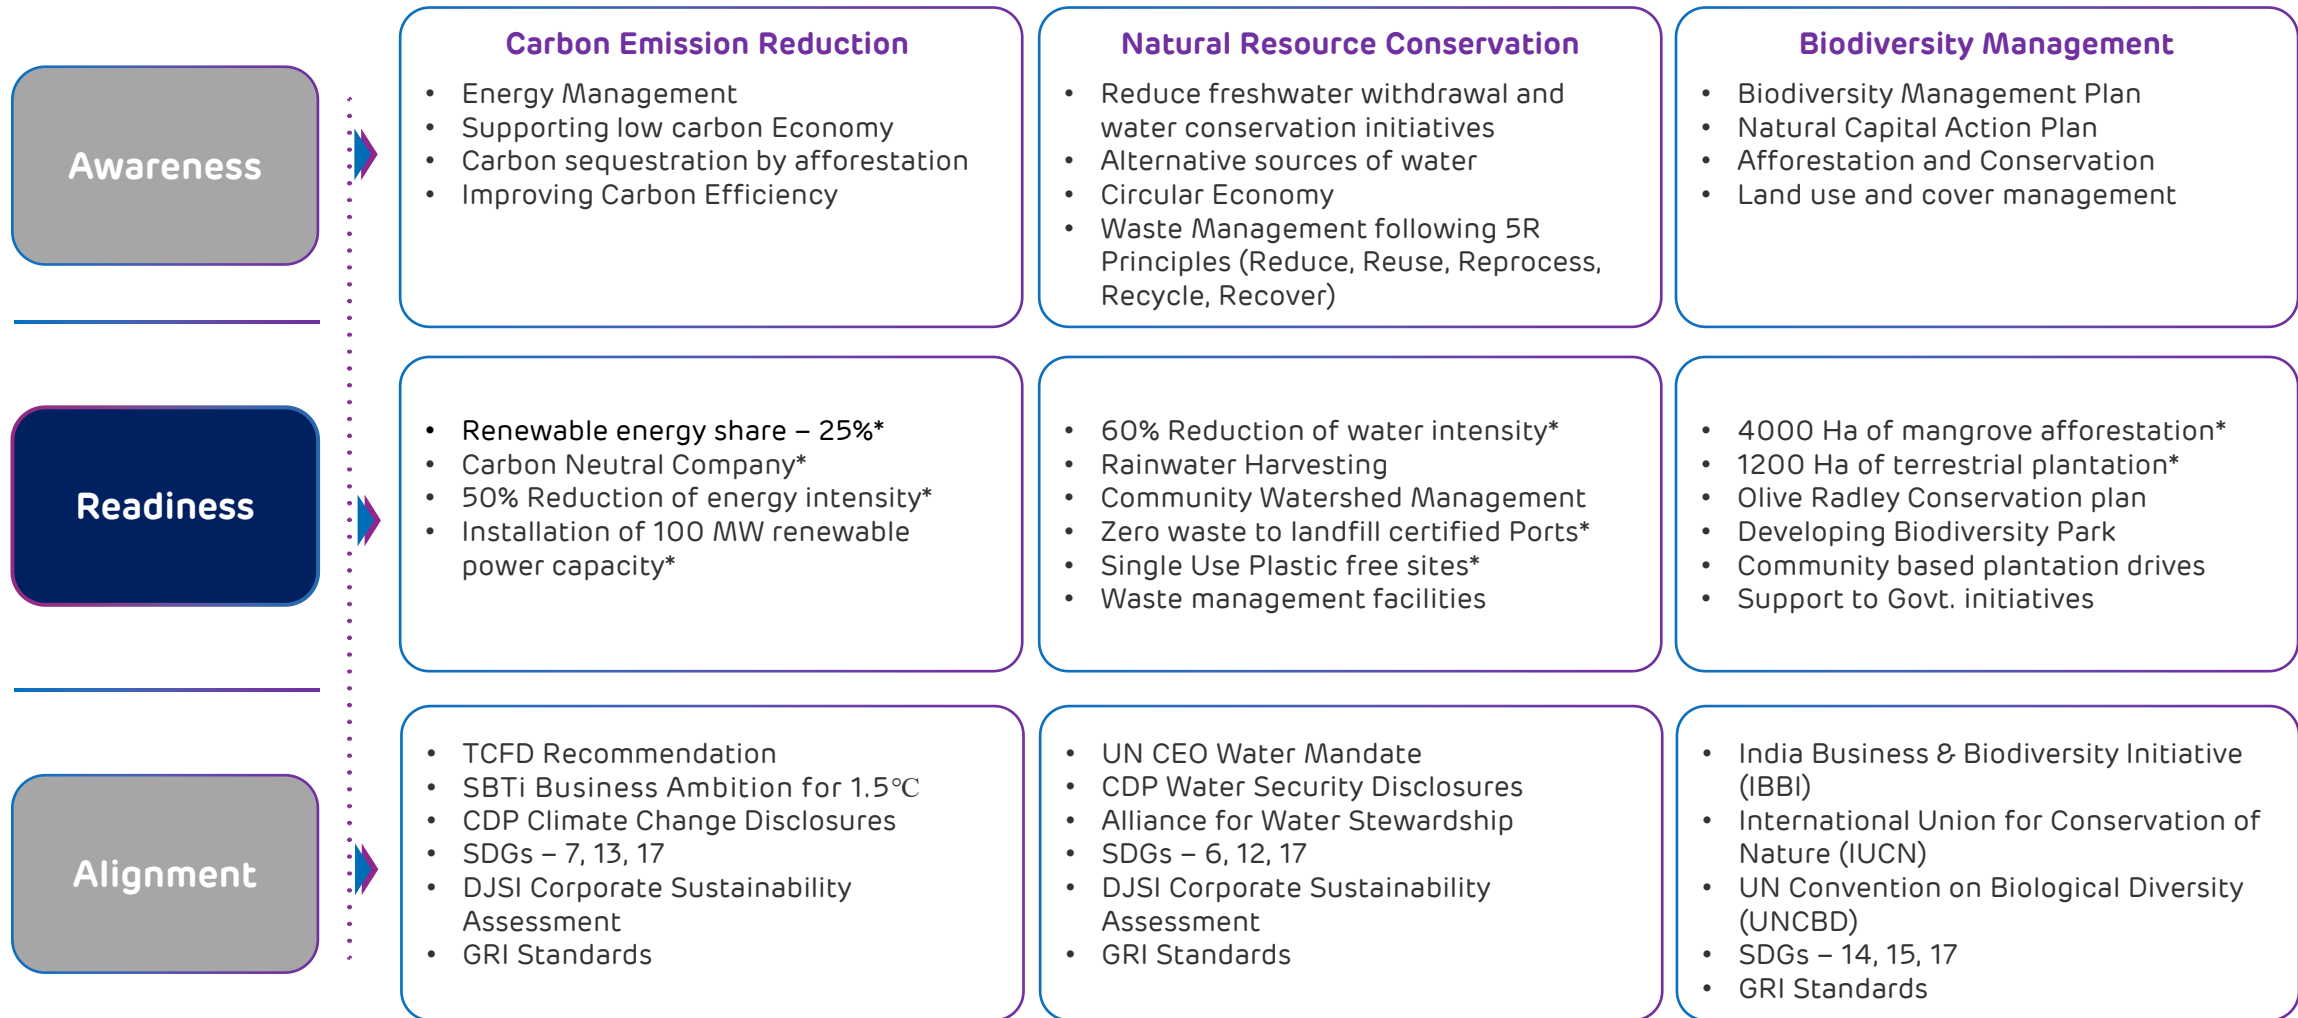 Awareness
Carbon Emission Reduction
• Energy Management
• Supporting low carbon Economy
• Carbon sequestration by afforestation
• Improving Carbon Efficiency
Natural Resource Conservation
• Reduce freshwater withdrawal and
water conservation initiatives
• Alternative sources of water
• Circular Economy
• Waste Management following 5R
Principles (Reduce, Reuse, Reprocess,
Recycle, Recover)
Biodiversity Management
• Biodiversity Management Plan
• Natural Capital Action Plan
• Afforestation and Conservation
• Land use and cover management
Readiness
• Renewable energy share – 25%*
• Carbon Neutral Company*
• 50% Reduction of energy intensity*
• Installation of 100 MW renewable
power capacity*
• 60% Reduction of water intensity*
• Rainwater Harvesting
• Community Watershed Management
• Zero waste to landfill certified Ports*
• Single Use Plastic free sites*
• Waste management facilities
• 4000 Ha of mangrove afforestation*
• 1200 Ha of terrestrial plantation*
• Olive Radley Conservation plan
• Developing Biodiversity Park
• Community based plantation drives
• Support to Govt. initiatives
Alignment
• TCFD Recommendation
• SBTi Business Ambition for 1.5℃
• CDP Climate Change Disclosures
• SDGs – 7, 13, 17
• DJSI Corporate Sustainability
Assessment
• GRI Standards
• UN CEO Water Mandate
• CDP Water Security Disclosures
• Alliance for Water Stewardship
• SDGs – 6, 12, 17
• DJSI Corporate Sustainability
Assessment
• GRI Standards
• India Business & Biodiversity Initiative
(IBBI)
• International Union for Conservation of
Nature (IUCN)
• UN Convention on Biological Diversity
(UNCBD)
• SDGs – 14, 15, 17
• GRI Standards